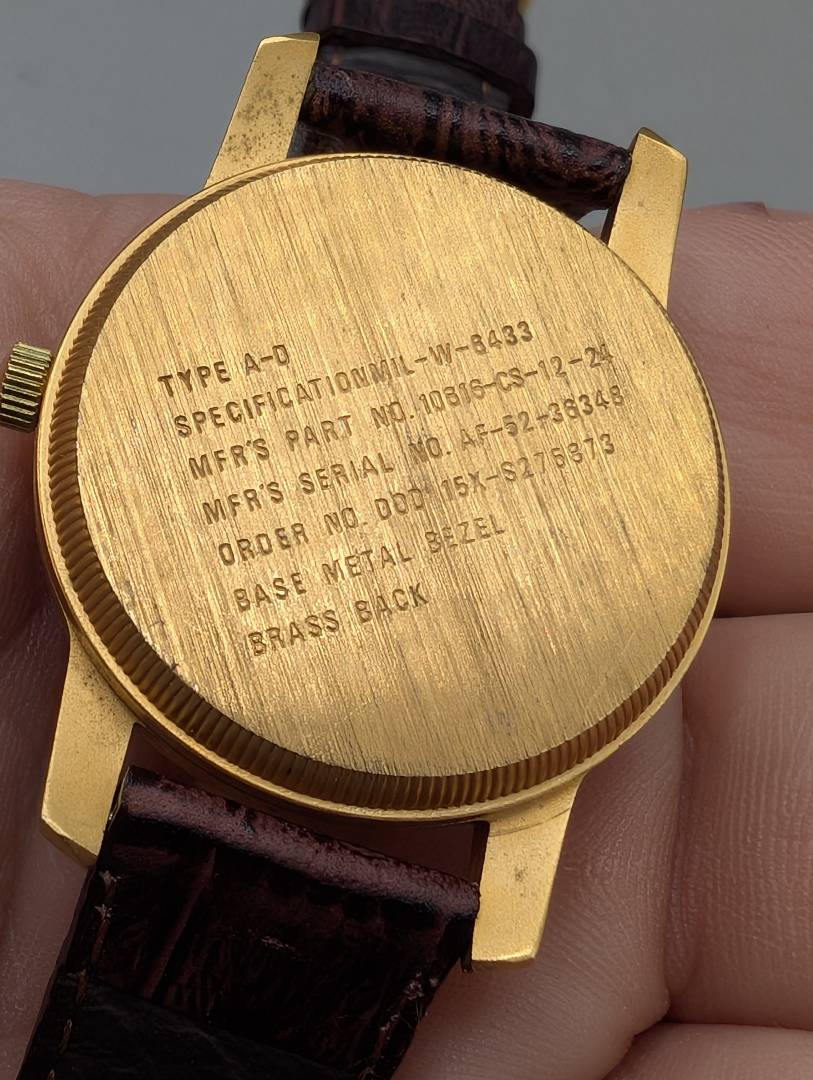 TYPE A-D
SPECIFICATIONMIL-W-6433
MFR'S PART NO. 10616-CS-12-24
MFR'S SERIAL NO. AF-52-36348
ORDER NO. DOD 15X-S276873
BASE METAL BEZEL
BRASS BACK